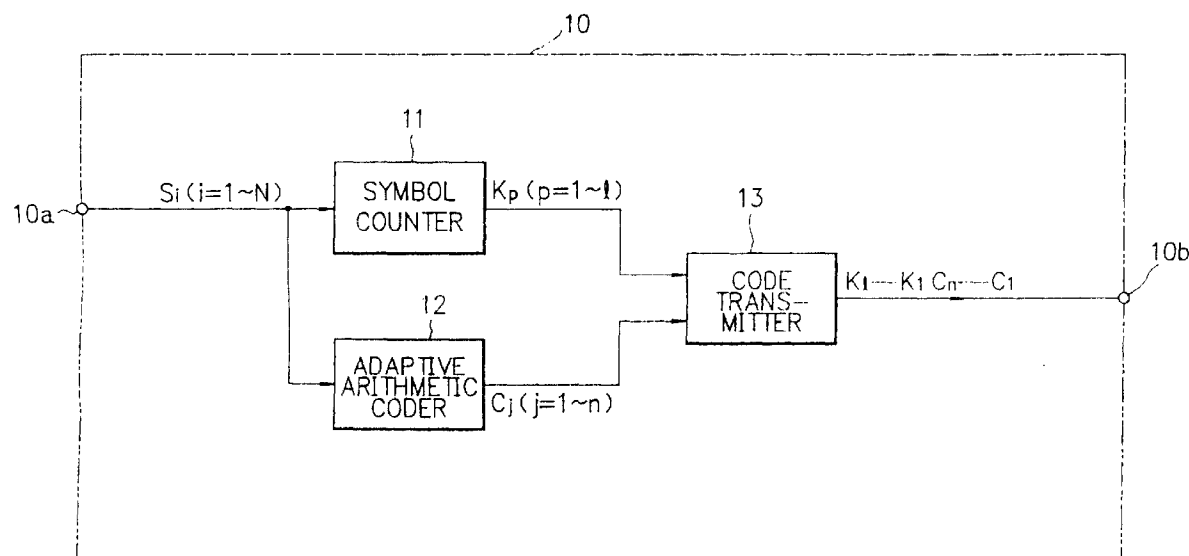 10
11
Si (i=1~N)
SYMBOL
COUNTER
Kp (p=1~l)
10a
13
10b
CODE
TRANS--
MITTER
Kl---- K1 Cn----- C1
12
ADAPTIVE
ARITHMETIC
CODER
Cj (j=1~n)